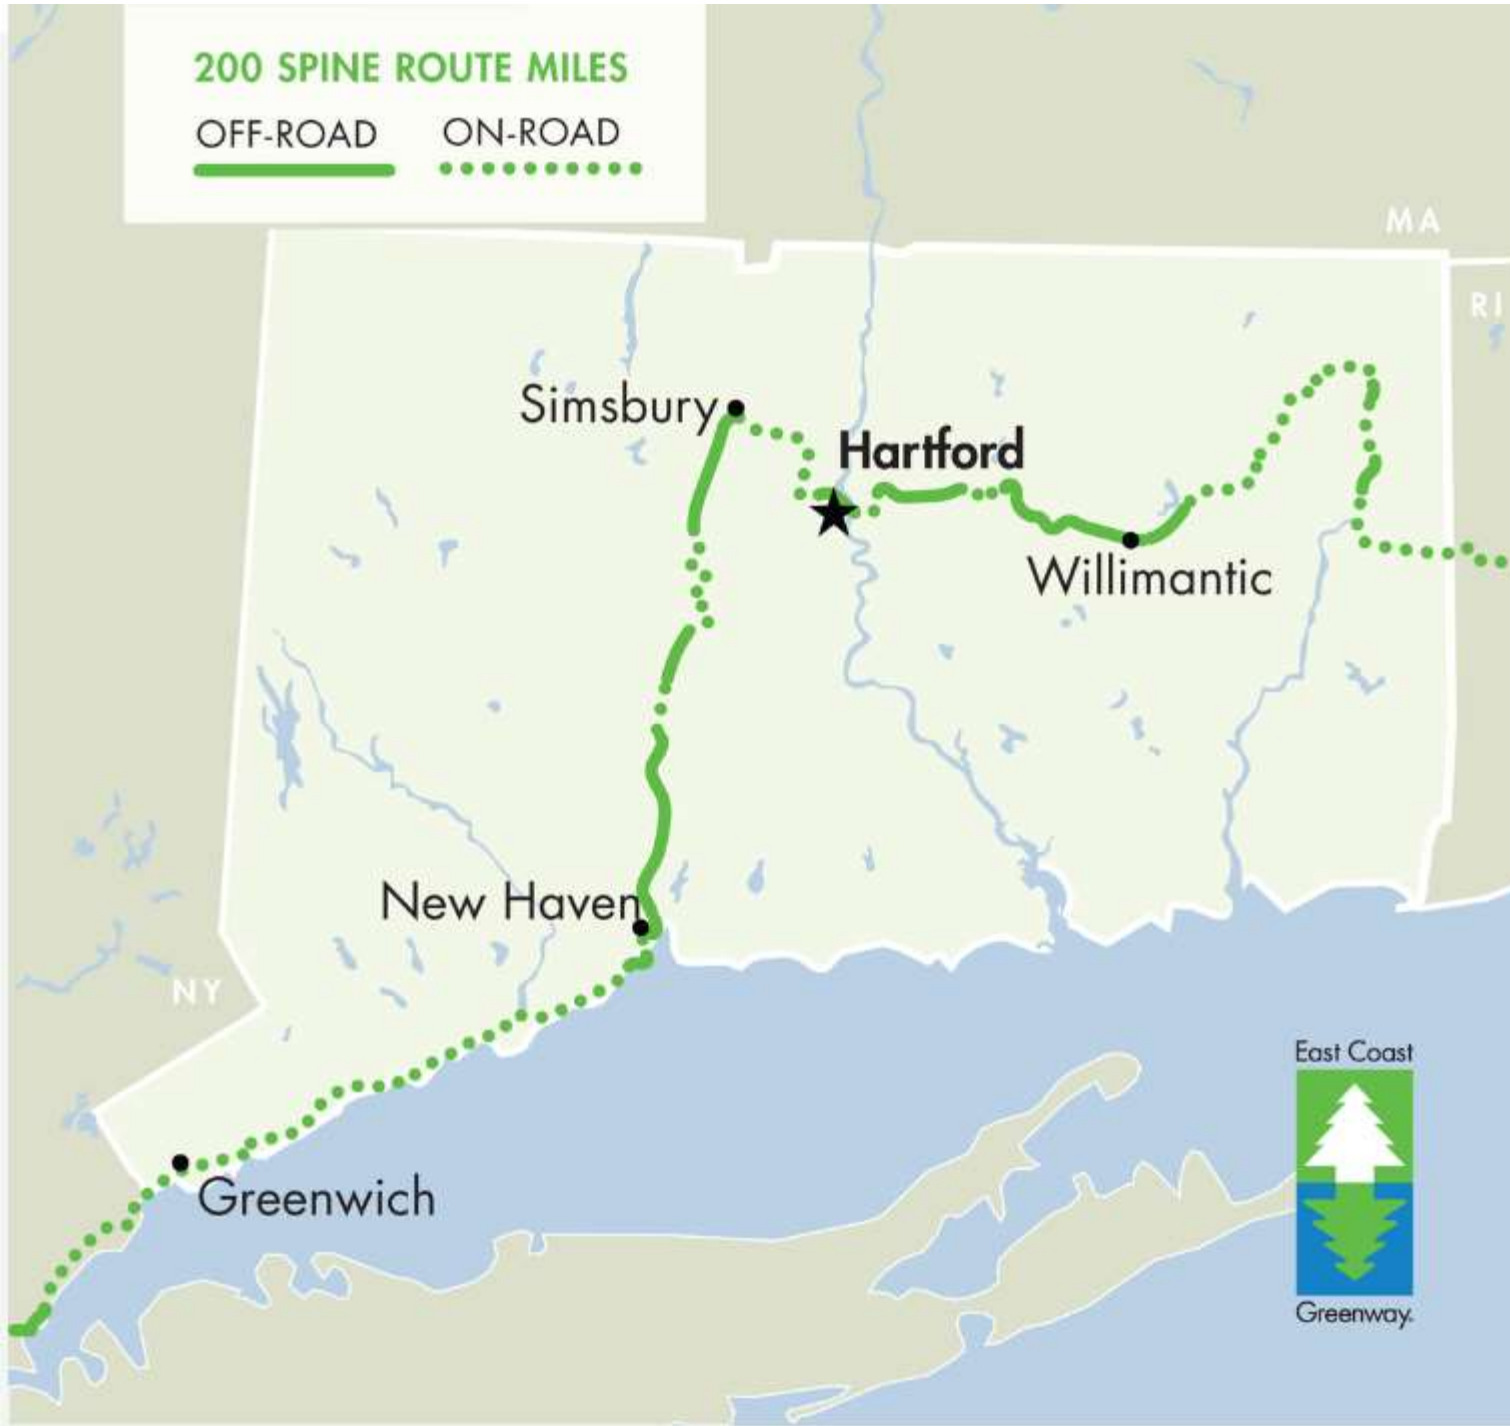 200 SPINE ROUTE MILES
OFF-ROAD ON-ROAD
MA
RI
Simsbury
Hartford
Willimantic
New Haven
NY
East Coast
Greenwich
Greenway.